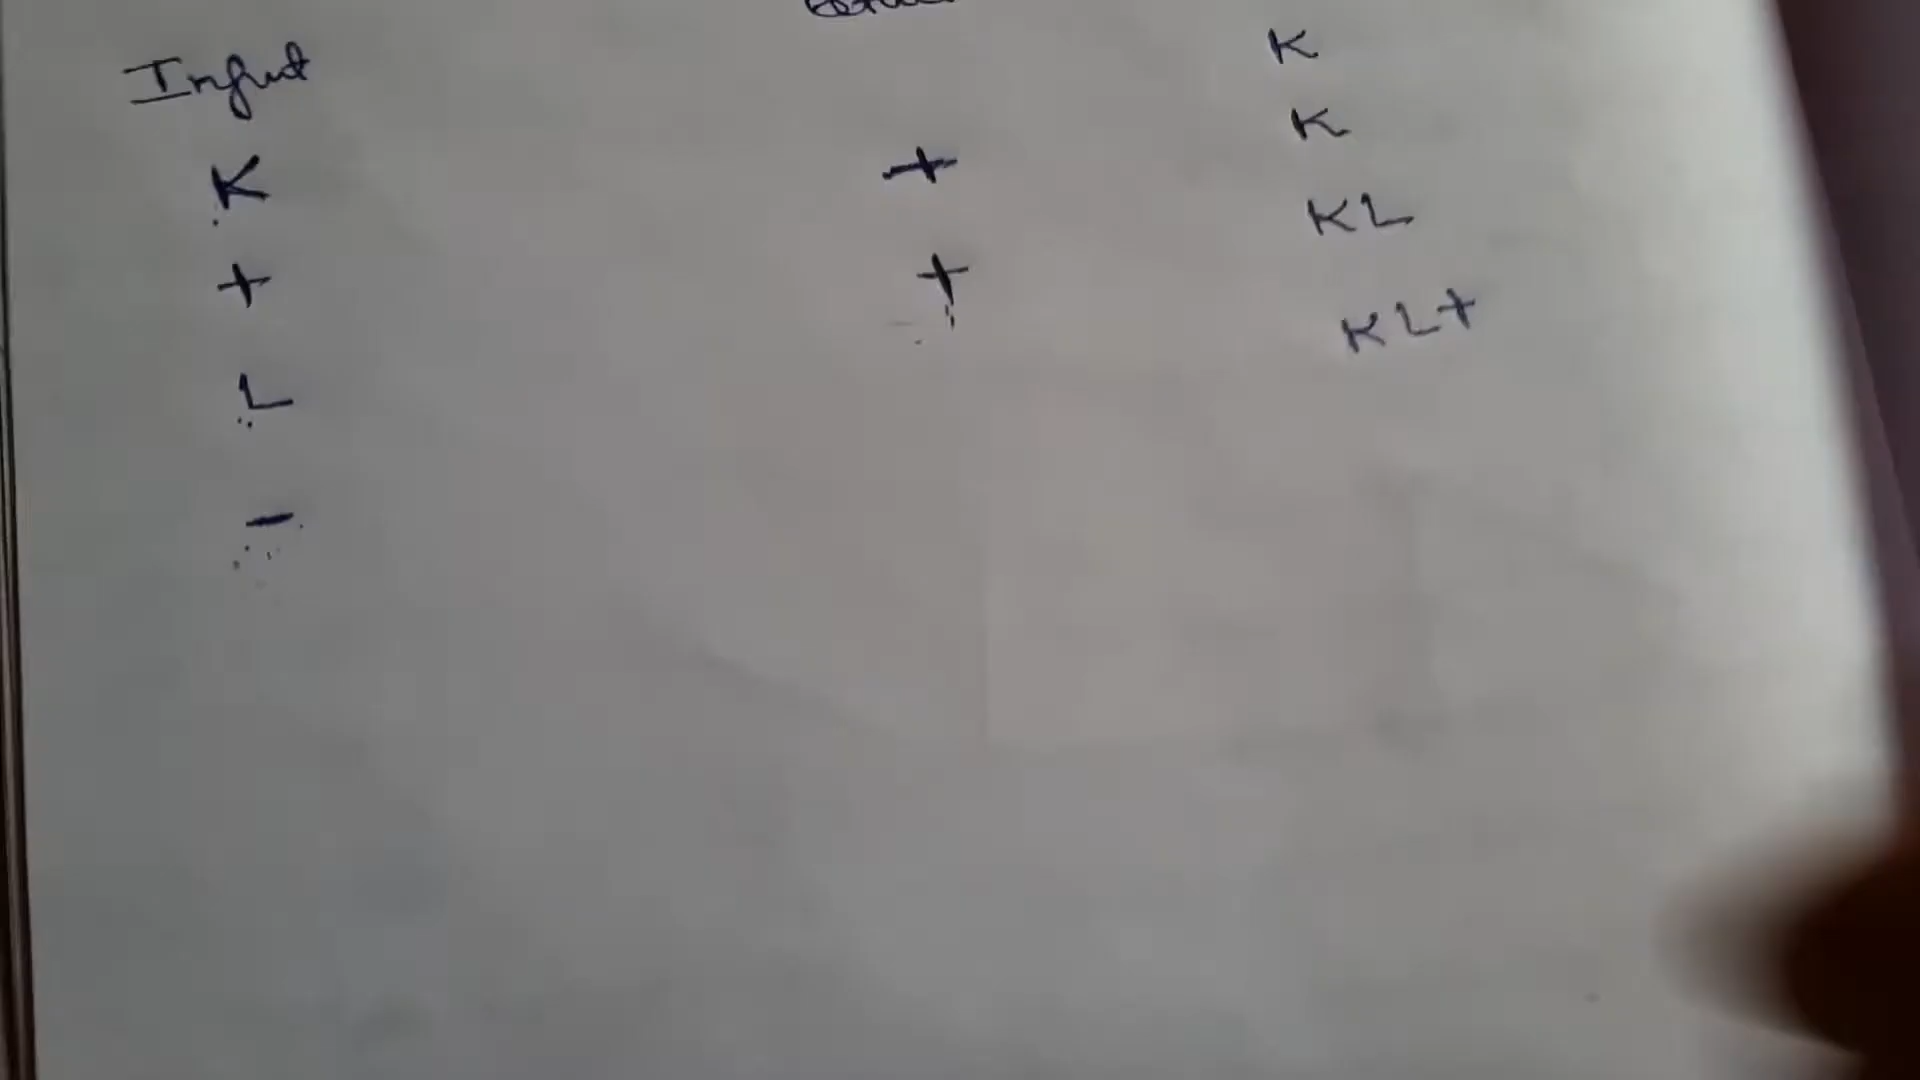 Input
K
K + K
+ + KL
L KL+
-